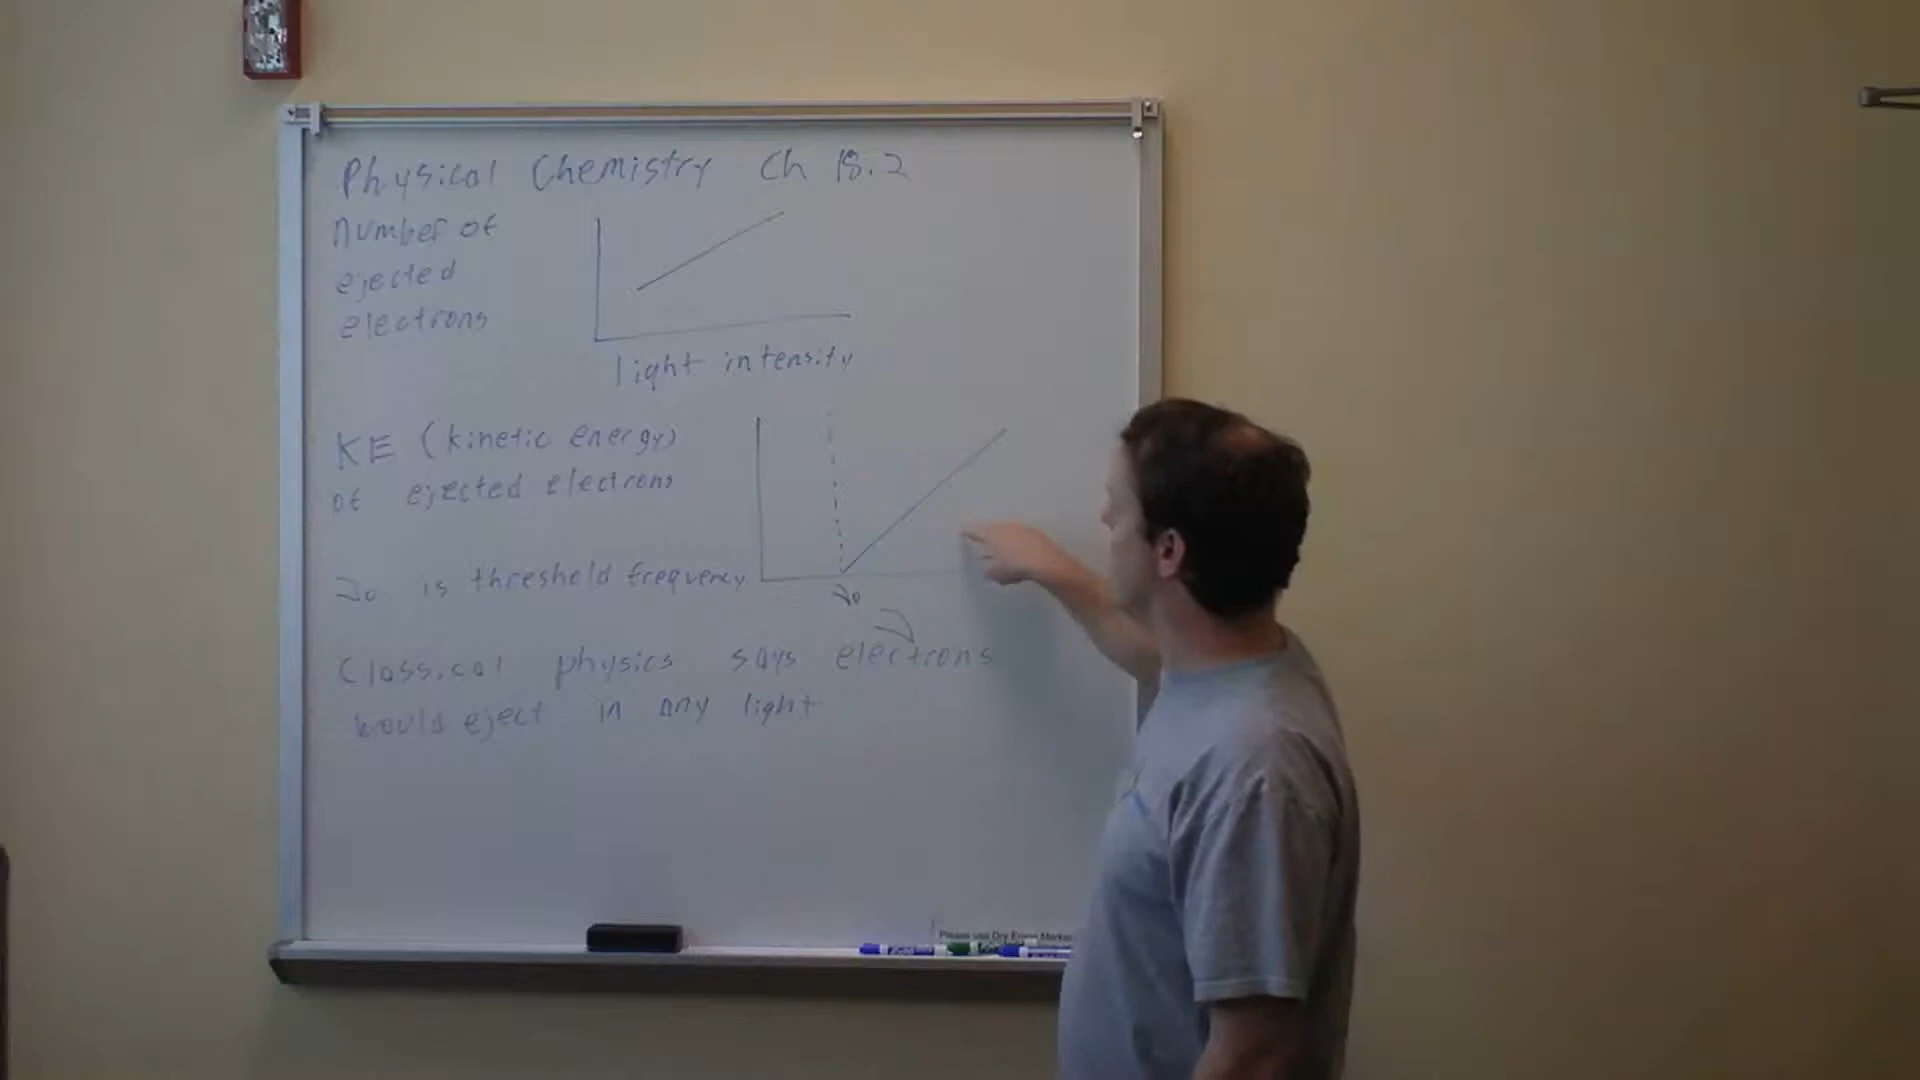 Physical Chemistry Ch 18.2
number of
ejected
electrons
light intensity
KE (kinetic energy)
of ejected electrons
ν₀ is threshold frequency
ν₀
ν
Classical physics says electrons
would eject in any light
Please use Dry Erase Marker